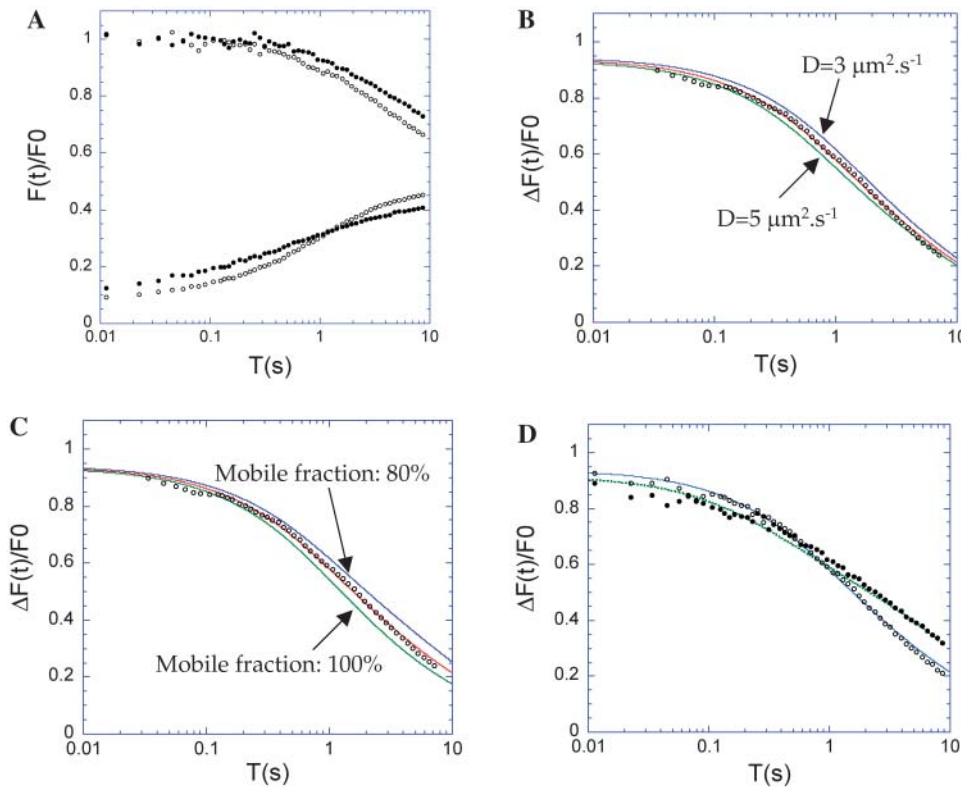 A
F(t)/F0
1
0.8
0.6
0.4
0.2
0
0.01
0.1
1
10
T(s)
B
ΔF(t)/F0
1
0.8
0.6
0.4
0.2
0
0.01
0.1
1
10
T(s)
D=3 μm².s⁻¹
D=5 μm².s⁻¹
C
ΔF(t)/F0
1
0.8
0.6
0.4
0.2
0
0.01
0.1
1
10
T(s)
Mobile fraction: 80%
Mobile fraction: 100%
D
ΔF(t)/F0
1
0.8
0.6
0.4
0.2
0
0.01
0.1
1
10
T(s)